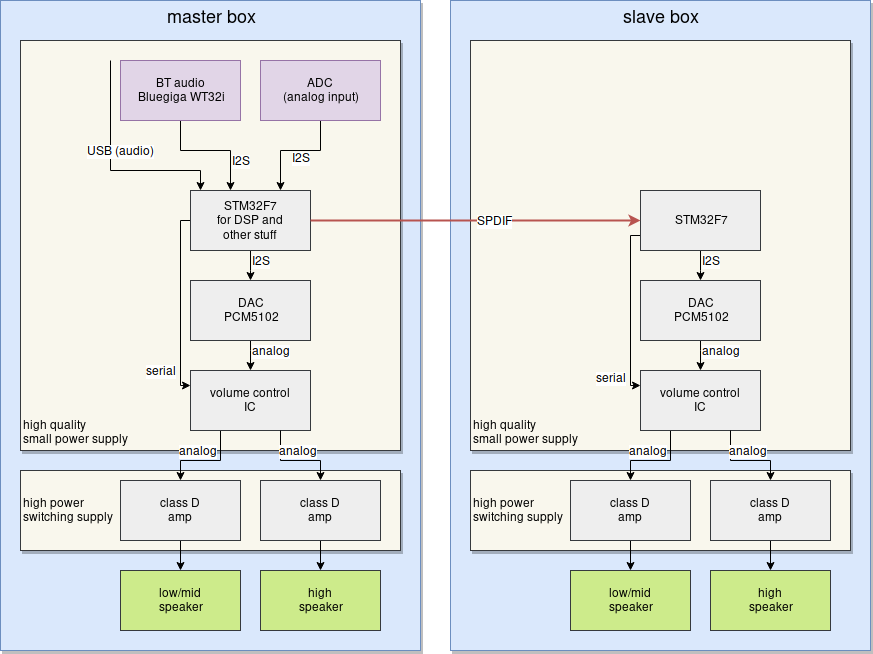 master box
slave box
BT audio
Bluegiga WT32i
ADC
(analog input)
USB (audio)
I2S
I2S
STM32F7
for DSP and
other stuff
SPDIF
STM32F7
I2S
I2S
DAC
PCM5102
DAC
PCM5102
analog
analog
serial
serial
volume control
IC
volume control
IC
high quality
small power supply
high quality
small power supply
analog
analog
analog
analog
high power
switching supply
class D
amp
class D
amp
high power
switching supply
class D
amp
class D
amp
low/mid
speaker
high
speaker
low/mid
speaker
high
speaker